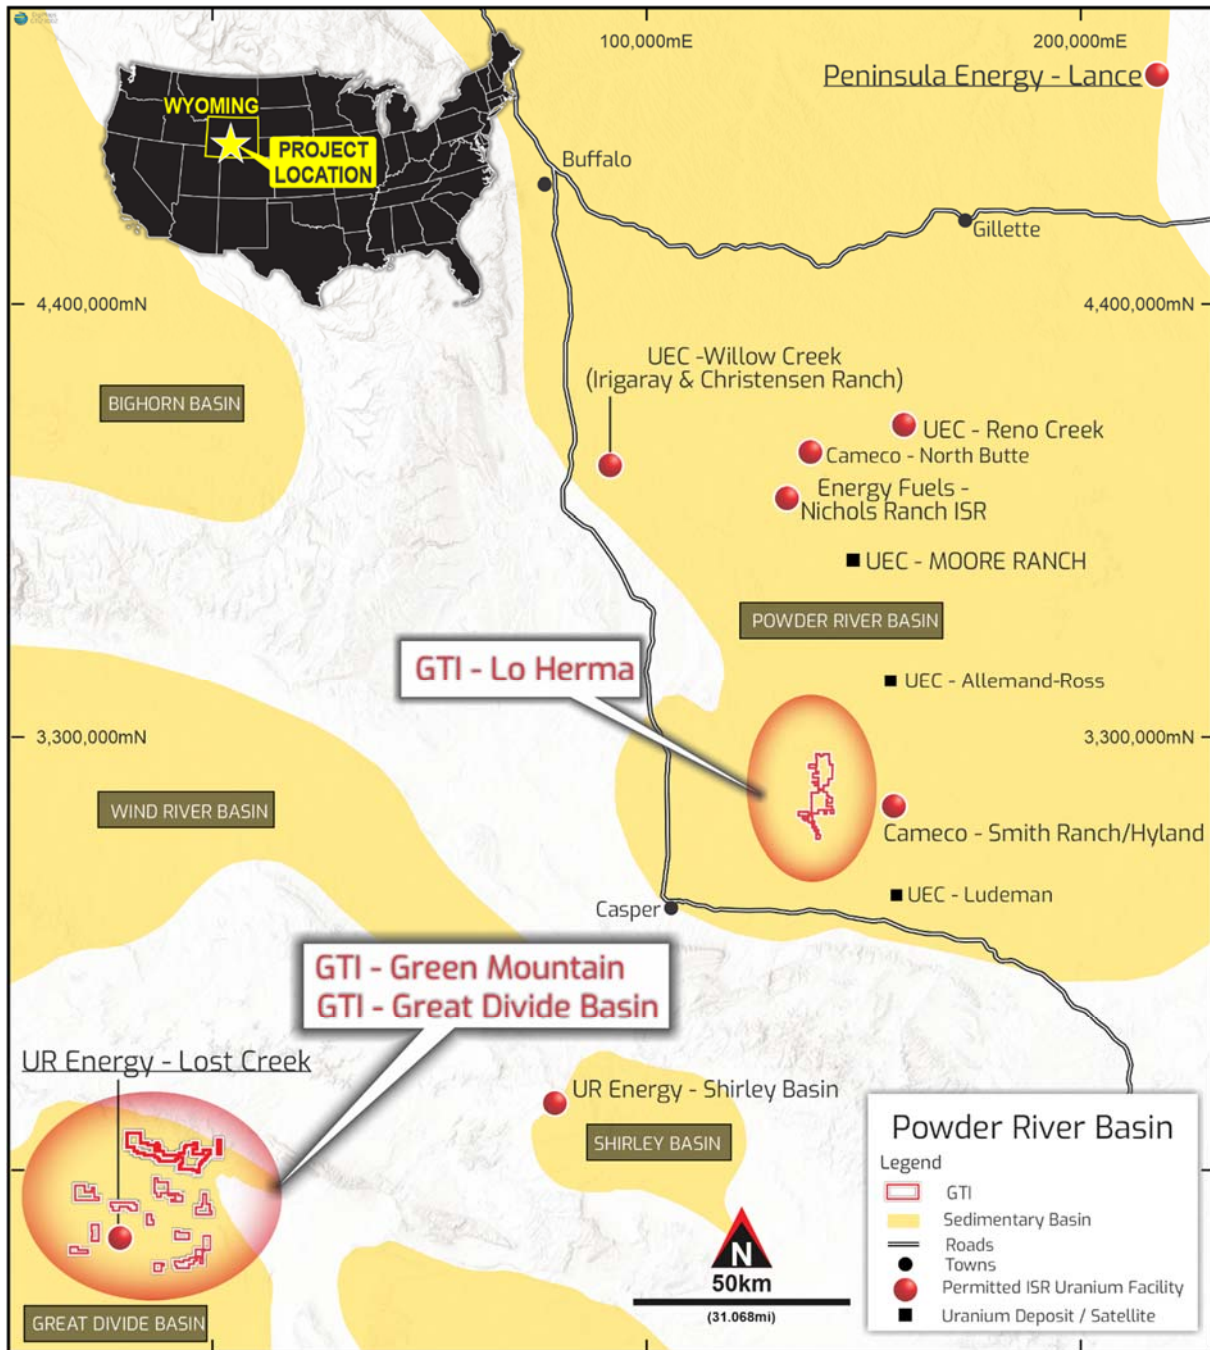 100,000mE
200,000mE
Peninsula Energy - Lance
WYOMING
PROJECT
LOCATION
Buffalo
Gillette
4,400,000mN
4,400,000mN
UEC -Willow Creek
(Irigaray & Christensen Ranch)
BIGHORN BASIN
UEC - Reno Creek
Cameco - North Butte
Energy Fuels -
Nichols Ranch ISR
UEC - MOORE RANCH
POWDER RIVER BASIN
GTI - Lo Herma
UEC - Allemand-Ross
3,300,000mN
3,300,000mN
WIND RIVER BASIN
Cameco - Smith Ranch/Hyland
UEC - Ludeman
Casper
GTI - Green Mountain
GTI - Great Divide Basin
UR Energy - Lost Creek
UR Energy - Shirley Basin
SHIRLEY BASIN
GREAT DIVIDE BASIN
N
50km
(31.068mi)
Powder River Basin
Legend
GTI
Sedimentary Basin
Roads
Towns
Permitted ISR Uranium Facility
Uranium Deposit / Satellite